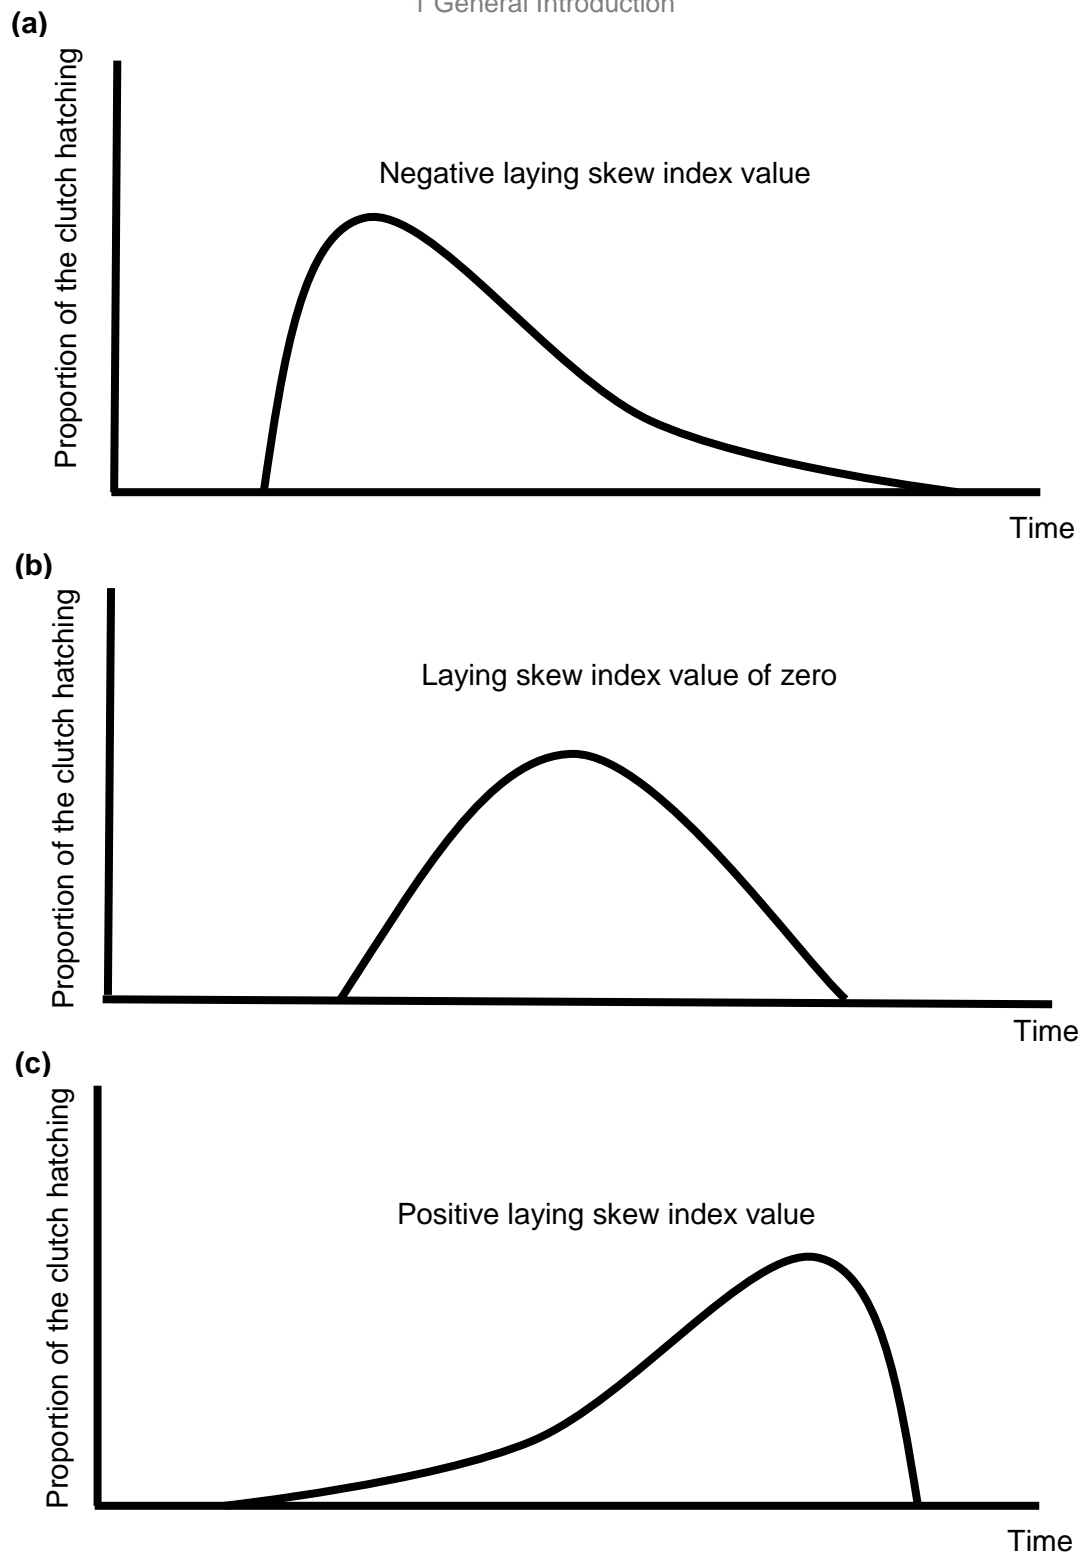 1 General Introduction
(a)
Proportion of the clutch hatching
Negative laying skew index value
Time
(b)
Proportion of the clutch hatching
Laying skew index value of zero
Time
(c)
Proportion of the clutch hatching
Positive laying skew index value
Time